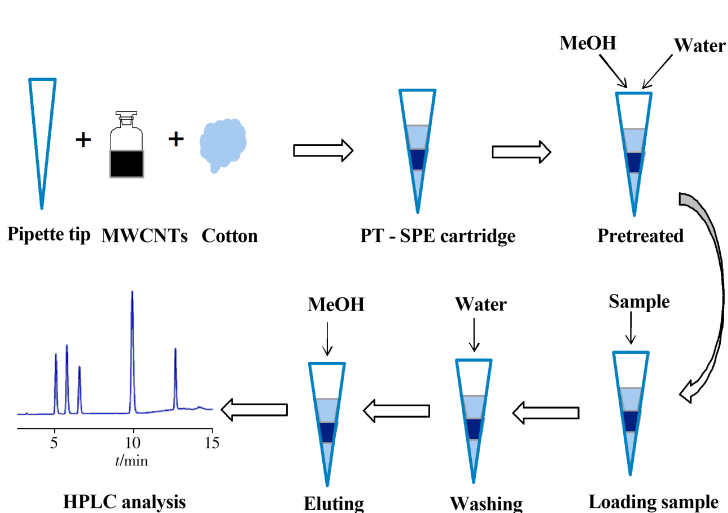 MeOH Water
+ +
Pipette tip MWCNTs Cotton PT - SPE cartridge Pretreated
MeOH Water Sample
5 10 15
t/min
HPLC analysis Eluting Washing Loading sample